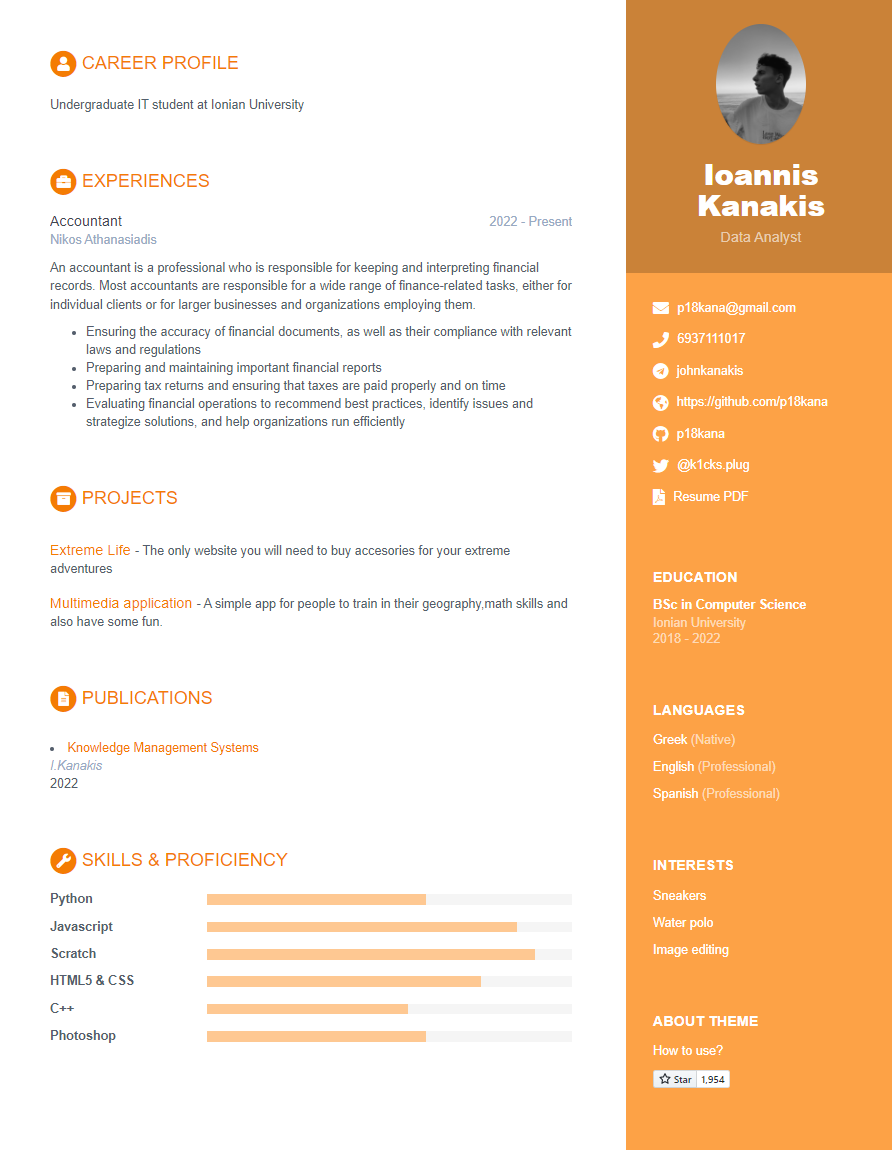 CAREER PROFILE
Undergraduate IT student at Ionian University
EXPERIENCES
Accountant
2022 - Present
Nikos Athanasiadis
An accountant is a professional who is responsible for keeping and interpreting financial
records. Most accountants are responsible for a wide range of finance-related tasks, either for
individual clients or for larger businesses and organizations employing them.
• Ensuring the accuracy of financial documents, as well as their compliance with relevant
laws and regulations
• Preparing and maintaining important financial reports
• Preparing tax returns and ensuring that taxes are paid properly and on time
• Evaluating financial operations to recommend best practices, identify issues and
strategize solutions, and help organizations run efficiently
PROJECTS
Extreme Life - The only website you will need to buy accesories for your extreme
adventures
Multimedia application - A simple app for people to train in their geography,math skills and
also have some fun.
PUBLICATIONS
• Knowledge Management Systems
I.Kanakis
2022
SKILLS & PROFICIENCY
Python
Javascript
Scratch
HTML5 & CSS
C++
Photoshop
Ioannis
Kanakis
Data Analyst
p18kana@gmail.com
6937111017
johnkanakis
https://github.com/p18kana
p18kana
@k1cks.plug
Resume PDF
EDUCATION
BSc in Computer Science
Ionian University
2018 - 2022
LANGUAGES
Greek (Native)
English (Professional)
Spanish (Professional)
INTERESTS
Sneakers
Water polo
Image editing
ABOUT THEME
How to use?
Star 1,954